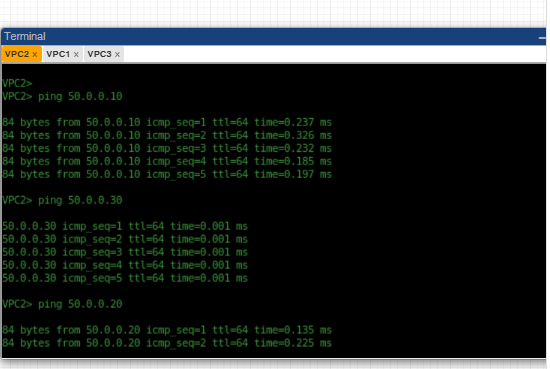 Terminal
VPC2 × VPC1 × VPC3 ×
VPC2>
VPC2> ping 50.0.0.10
84 bytes from 50.0.0.10 icmp_seq=1 ttl=64 time=0.237 ms
84 bytes from 50.0.0.10 icmp_seq=2 ttl=64 time=0.326 ms
84 bytes from 50.0.0.10 icmp_seq=3 ttl=64 time=0.232 ms
84 bytes from 50.0.0.10 icmp_seq=4 ttl=64 time=0.185 ms
84 bytes from 50.0.0.10 icmp_seq=5 ttl=64 time=0.197 ms
VPC2> ping 50.0.0.30
50.0.0.30 icmp_seq=1 ttl=64 time=0.001 ms
50.0.0.30 icmp_seq=2 ttl=64 time=0.001 ms
50.0.0.30 icmp_seq=3 ttl=64 time=0.001 ms
50.0.0.30 icmp_seq=4 ttl=64 time=0.001 ms
50.0.0.30 icmp_seq=5 ttl=64 time=0.001 ms
VPC2> ping 50.0.0.20
84 bytes from 50.0.0.20 icmp_seq=1 ttl=64 time=0.135 ms
84 bytes from 50.0.0.20 icmp_seq=2 ttl=64 time=0.225 ms